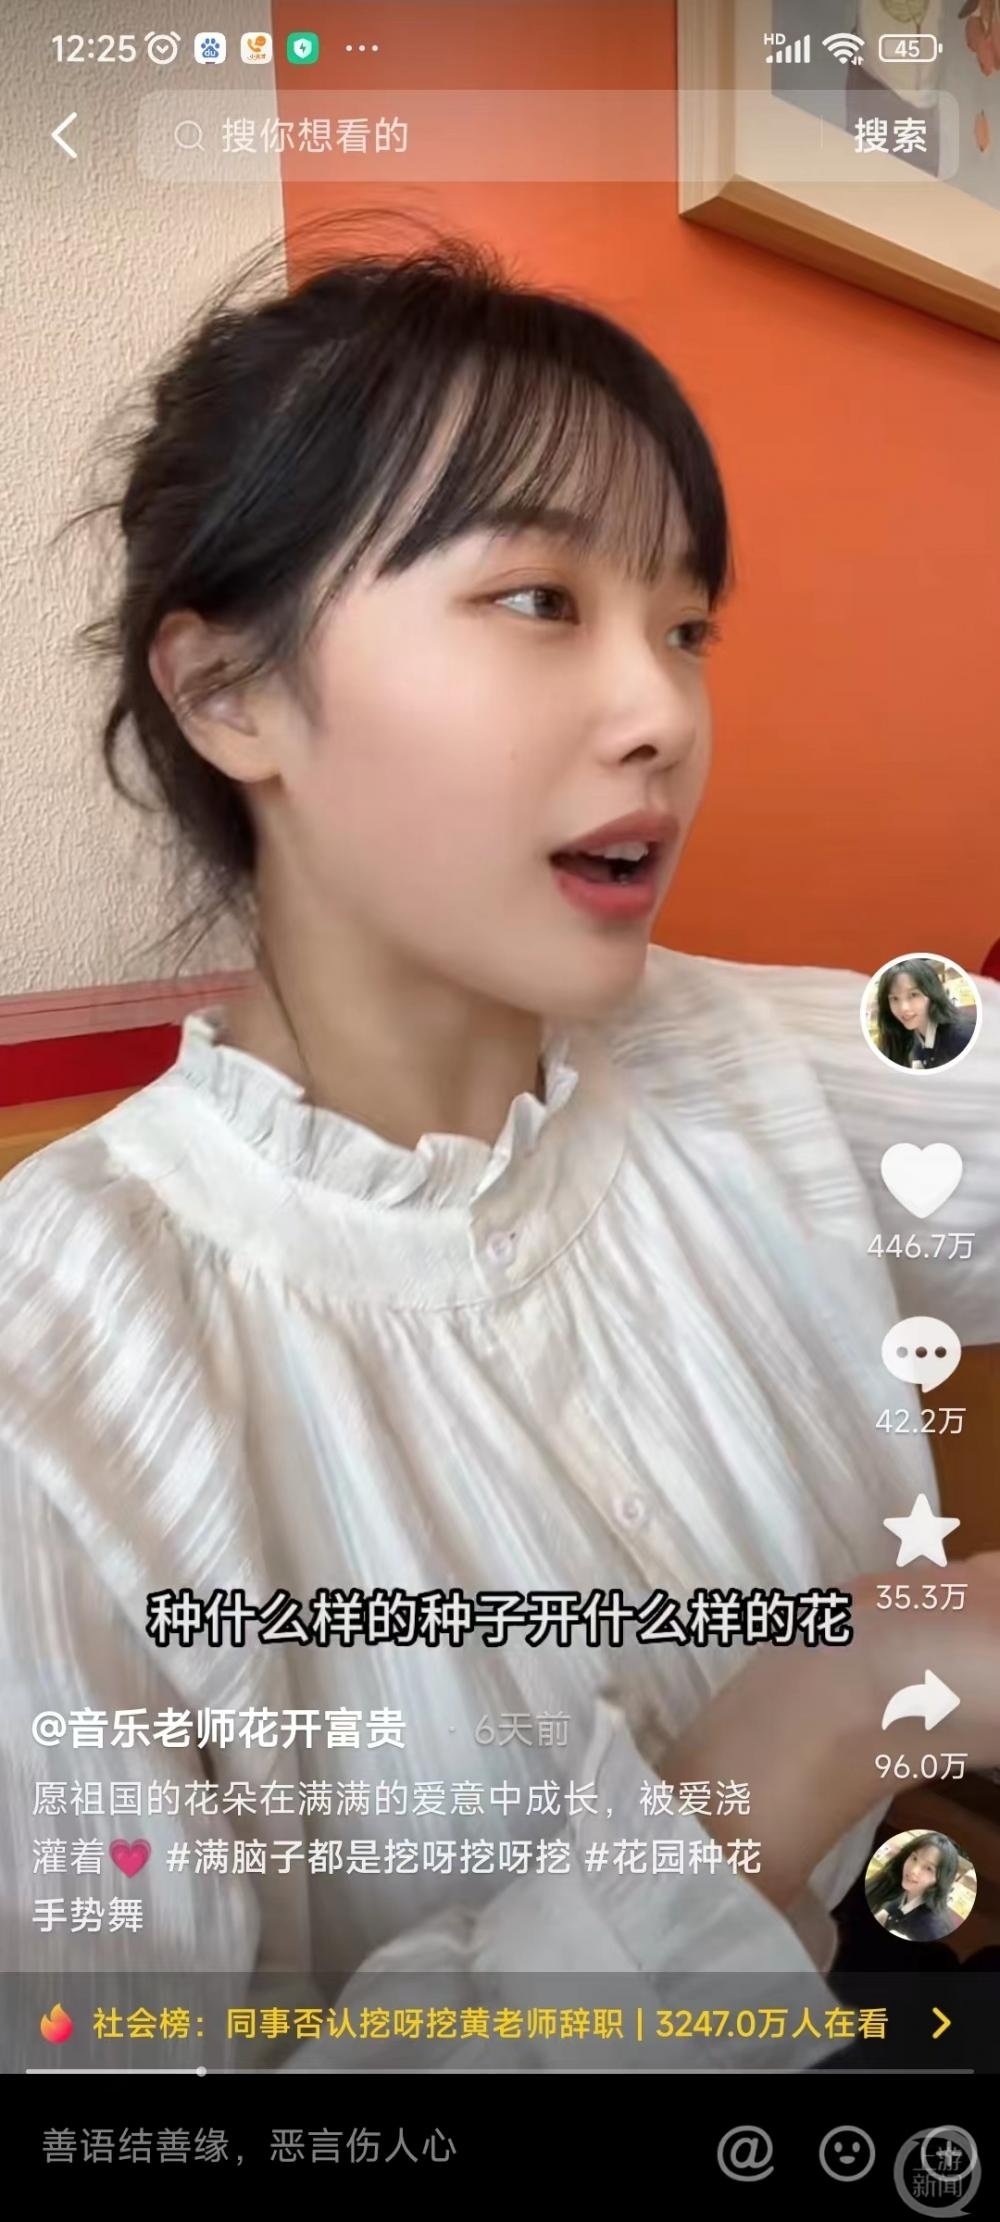 12:25
HD
45
搜你想看的
搜索
446.7万
42.2万
35.3万
种什么样的种子开什么样的花
96.0万
@音乐老师花开富贵 · 6天前
愿祖国的花朵在满满的爱意中成长，被爱浇
灌着 #满脑子都是挖呀挖呀挖 #花园种花
手势舞
社会榜：同事否认挖呀挖黄老师辞职 | 3247.0万人在看
善语结善缘，恶言伤人心
@
上游
新闻